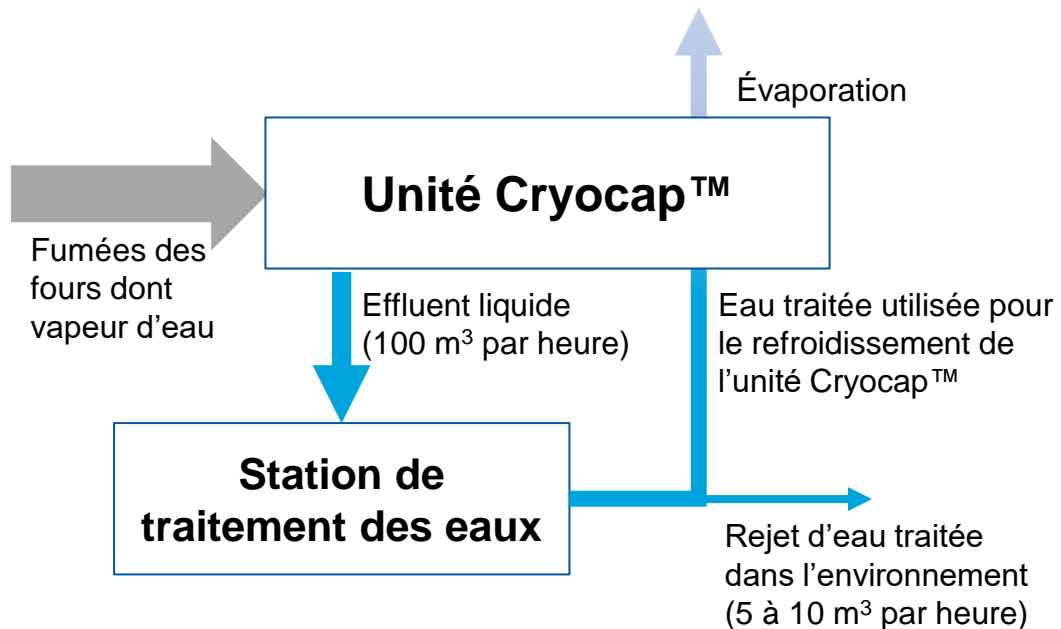 Évaporation
Unité Cryocap™
Fumées des
fours dont
vapeur d’eau
Effluent liquide
(100 m³ par heure)
Eau traitée utilisée pour
le refroidissement de
l’unité Cryocap™
Station de
traitement des eaux
Rejet d’eau traitée
dans l’environnement
(5 à 10 m³ par heure)